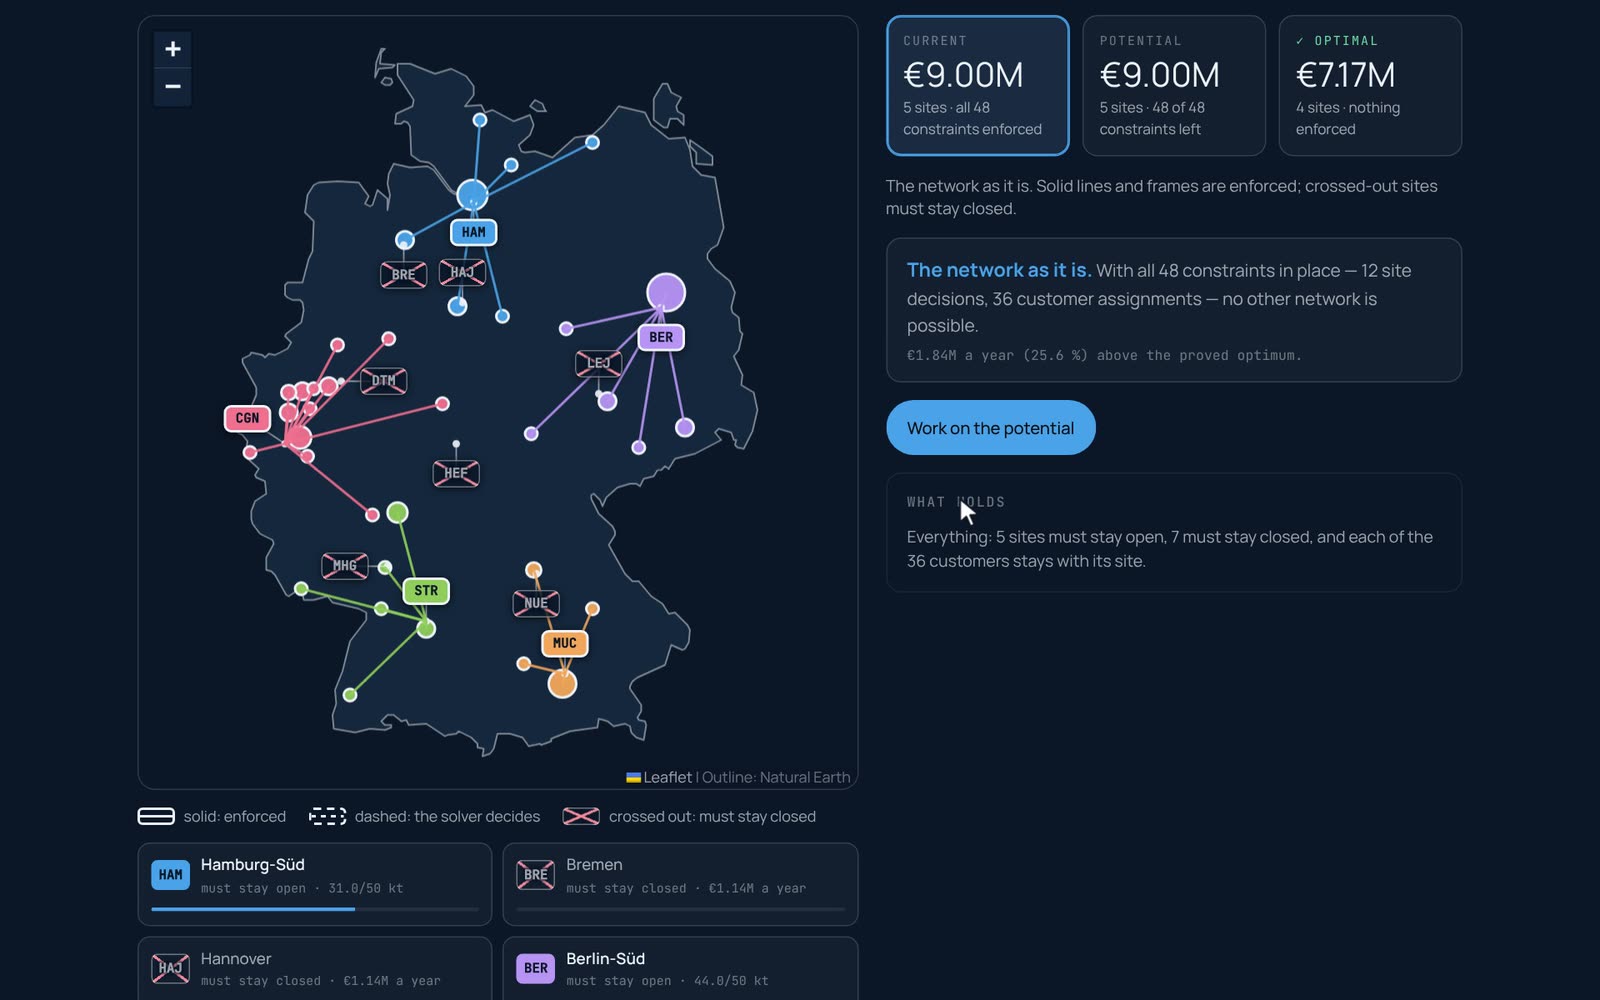 +
−
HAM
BRE
HAJ
BER
LEJ
DTM
CGN
HEF
MHG
STR
NUE
MUC
Leaflet | Outline: Natural Earth
solid: enforced
dashed: the solver decides
crossed out: must stay closed
HAM
Hamburg-Süd
must stay open · 31.0/50 kt
BRE
Bremen
must stay closed · €1.14M a year
HAJ
Hannover
must stay closed · €1.14M a year
BER
Berlin-Süd
must stay open · 44.0/50 kt
CURRENT
€9.00M
5 sites · all 48
constraints enforced
POTENTIAL
€9.00M
5 sites · 48 of 48
constraints left
✓ OPTIMAL
€7.17M
4 sites · nothing
enforced
The network as it is. Solid lines and frames are enforced; crossed-out sites
must stay closed.
The network as it is. With all 48 constraints in place — 12 site
decisions, 36 customer assignments — no other network is
possible.
€1.84M a year (25.6 %) above the proved optimum.
Work on the potential
WHAT HOLDS
Everything: 5 sites must stay open, 7 must stay closed, and each of the
36 customers stays with its site.